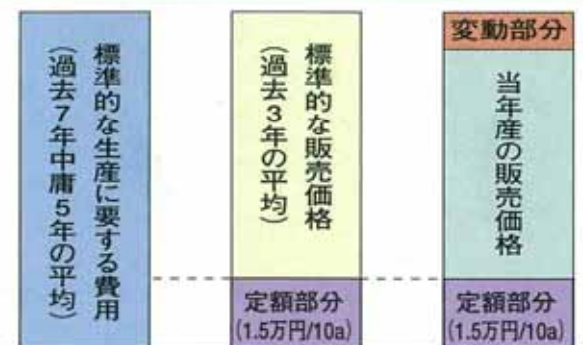 標準的な生産に要する費用
（過去７年中庸５年の平均）
標準的な販売価格
（過去３年の平均）
定額部分
(1.5万円/10a)
変動部分
当年産の販売価格
定額部分
(1.5万円/10a)